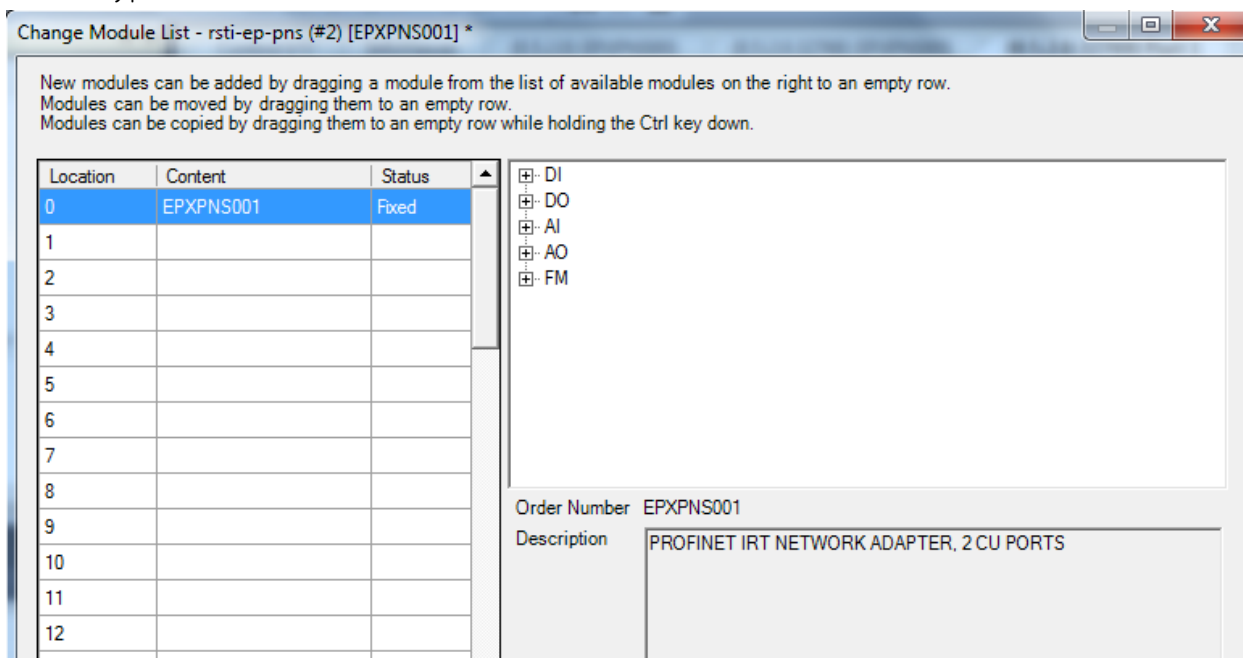 Change Module List - rsti-ep-pns (#2) [EPXPNS001] *
New modules can be added by dragging a module from the list of available modules on the right to an empty row.
Modules can be moved by dragging them to an empty row.
Modules can be copied by dragging them to an empty row while holding the Ctrl key down.
Location Content Status
0 EPXPNS001 Fixed
1
2
3
4
5
6
7
8
9
10
11
12
DI
DO
AI
AO
FM
Order Number EPXPNS001
Description PROFINET IRT NETWORK ADAPTER, 2 CU PORTS